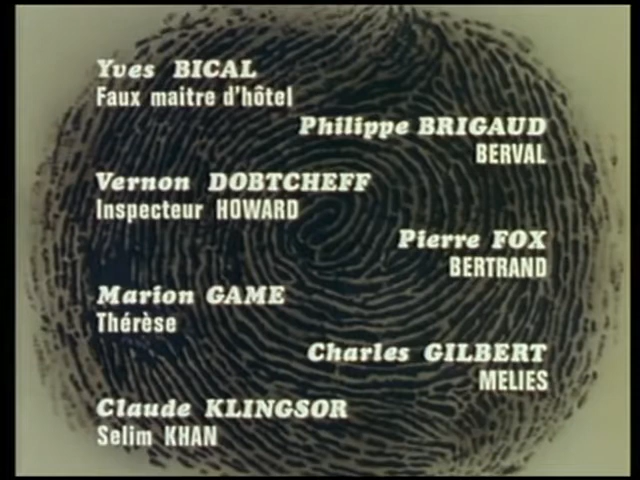 Yves BICAL
Faux maitre d'hôtel
Philippe BRIGAUD
BERVAL
Vernon DOBTCHEFF
Inspecteur HOWARD
Pierre FOX
BERTRAND
Marion GAME
Thérèse
Charles GILBERT
MELIES
Claude KLINGSOR
Selim KHAN